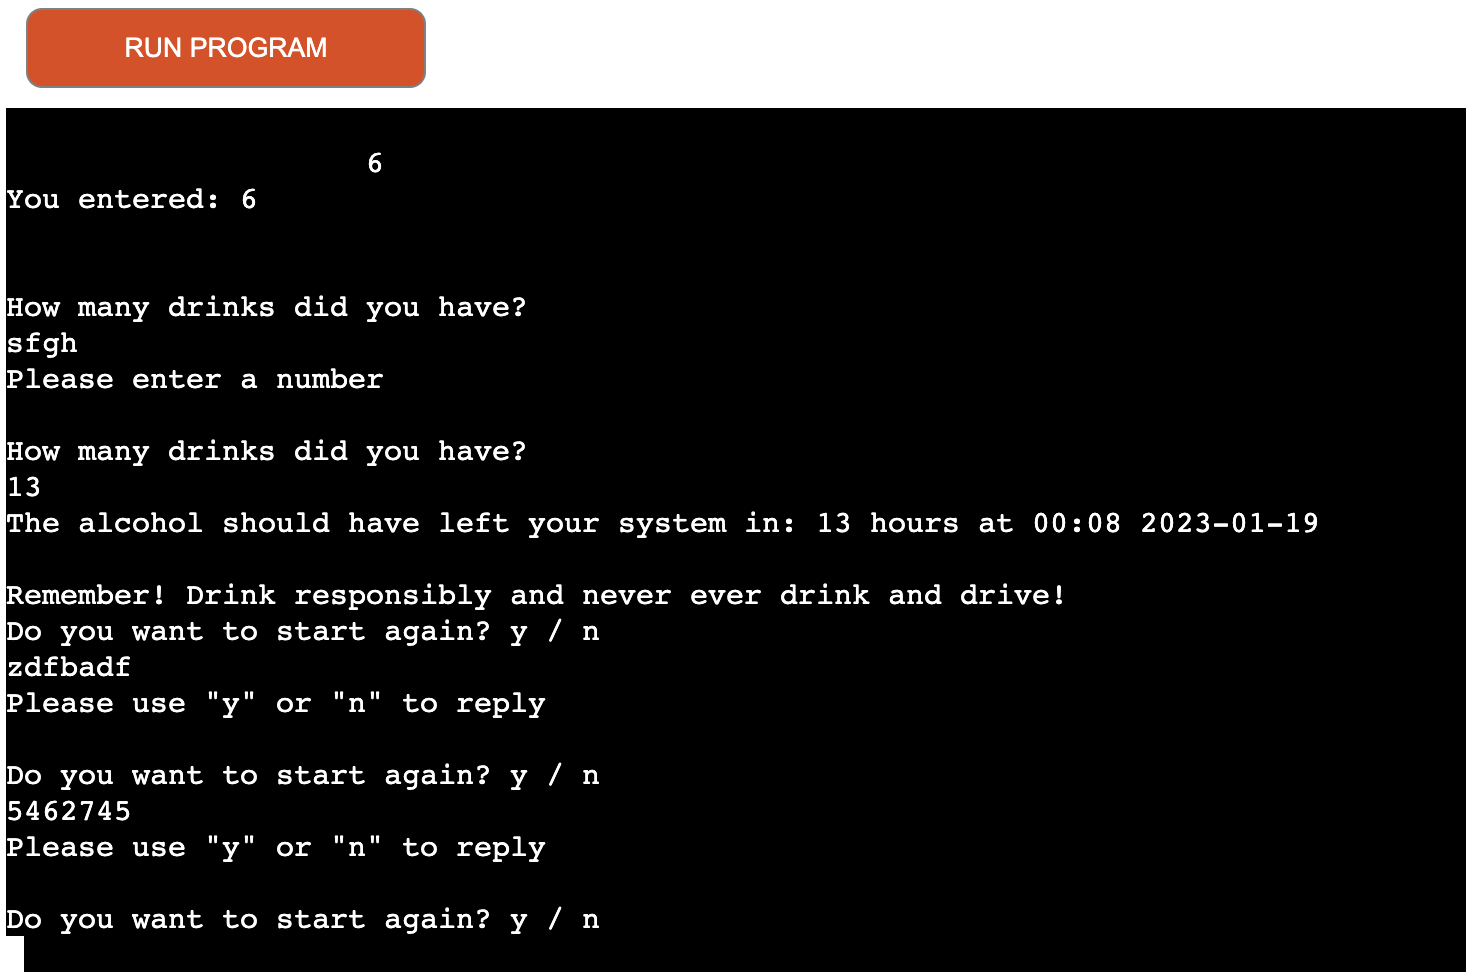 RUN PROGRAM
6
You entered: 6
How many drinks did you have?
sfgh
Please enter a number
How many drinks did you have?
13
The alcohol should have left your system in: 13 hours at 00:08 2023-01-19
Remember! Drink responsibly and never ever drink and drive!
Do you want to start again? y / n
zdfbadf
Please use "y" or "n" to reply
Do you want to start again? y / n
5462745
Please use "y" or "n" to reply
Do you want to start again? y / n